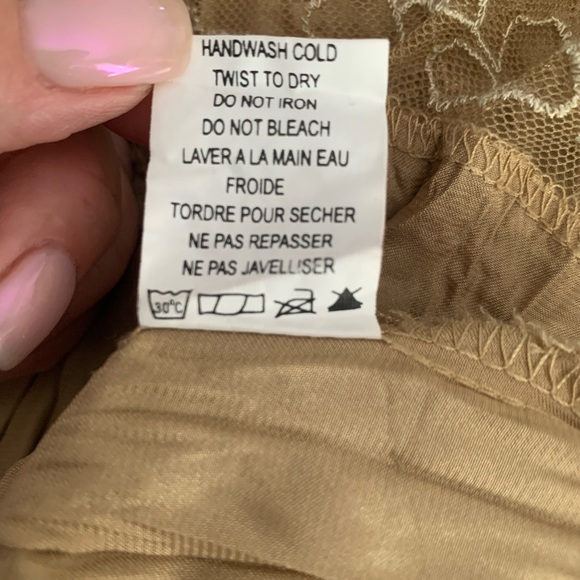 HANDWASH COLD
TWIST TO DRY
DO NOT IRON
DO NOT BLEACH
LAVER A LA MAIN EAU
FROIDE
TORDRE POUR SECHER
NE PAS REPASSER
NE PAS JAVELLISER
30°C